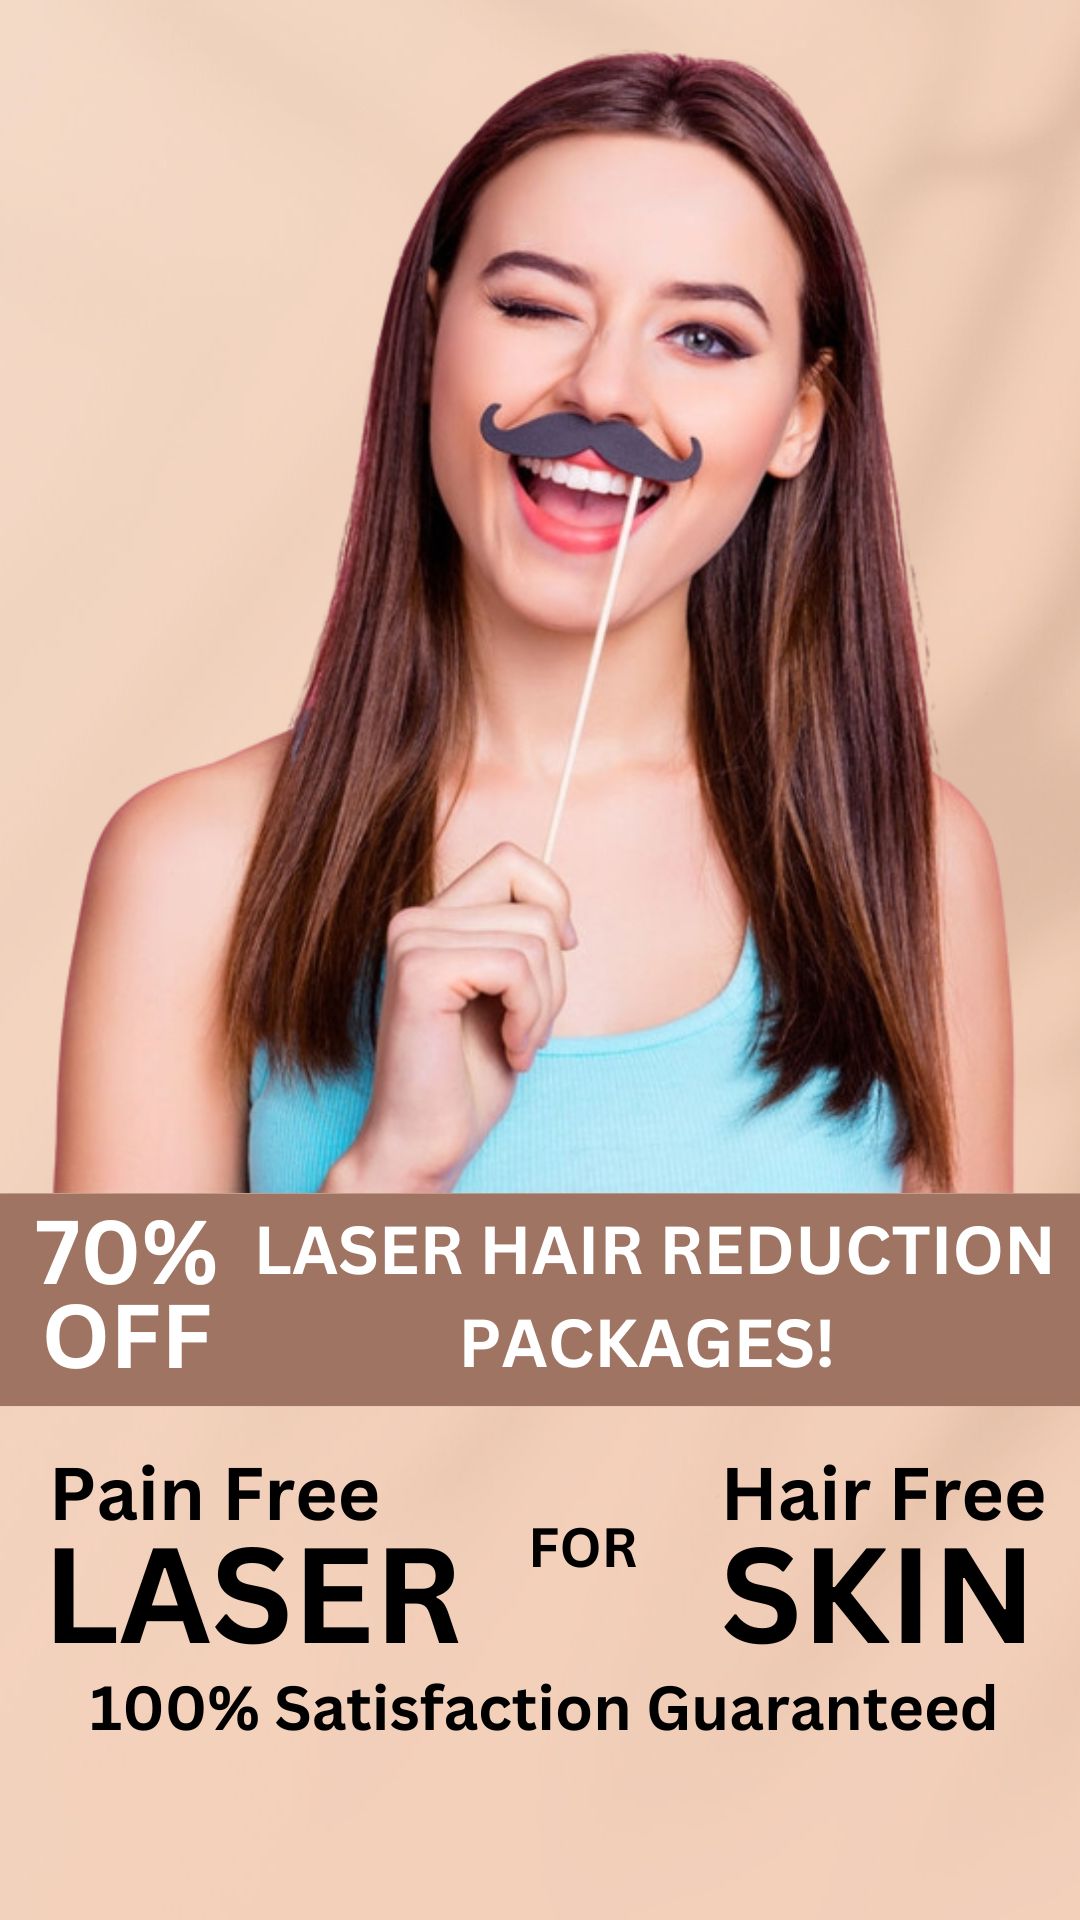 70%
OFF
LASER HAIR REDUCTION
PACKAGES!
Pain Free
LASER
FOR
Hair Free
SKIN
100% Satisfaction Guaranteed